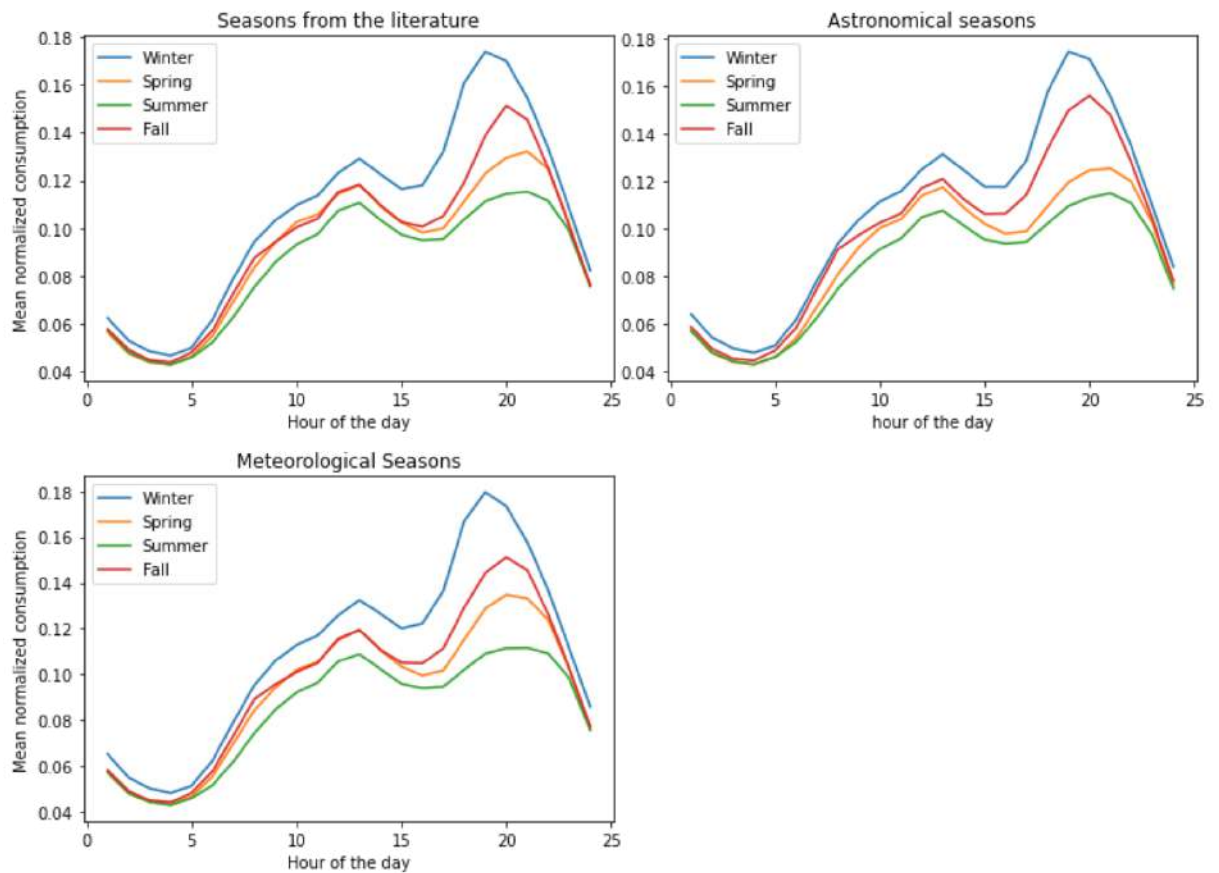 Seasons from the literature
Mean normalized consumption
0.18
0.16
0.14
0.12
0.10
0.08
0.06
0.04
Winter
Spring
Summer
Fall
0 5 10 15 20 25
Hour of the day
Astronomical seasons
0.18
0.16
0.14
0.12
0.10
0.08
0.06
0.04
Winter
Spring
Summer
Fall
0 5 10 15 20 25
hour of the day
Meteorological Seasons
Mean normalized consumption
0.18
0.16
0.14
0.12
0.10
0.08
0.06
0.04
Winter
Spring
Summer
Fall
0 5 10 15 20 25
Hour of the day